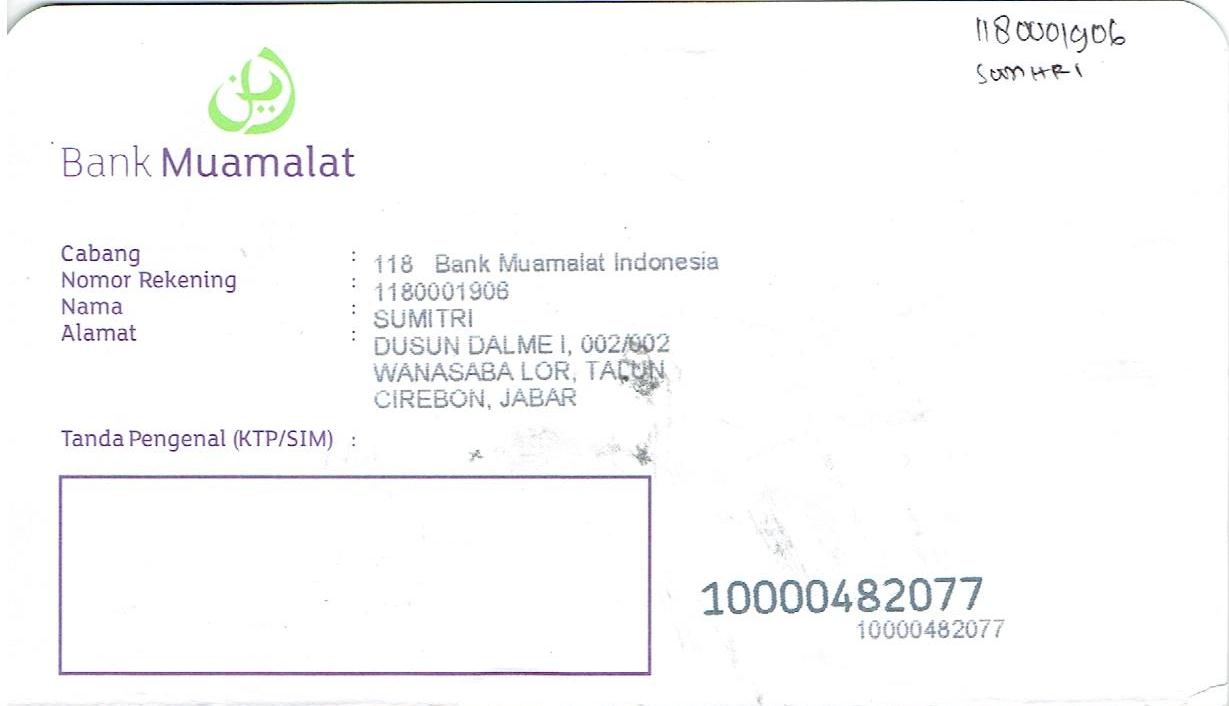 1180001906
SUMITRI
Bank Muamalat
Cabang : 118 Bank Muamalat Indonesia
Nomor Rekening : 1180001906
Nama : SUMITRI
Alamat : DUSUN DALME I, 002/002
WANASABA LOR, TALUN
CIREBON, JABAR
Tanda Pengenal (KTP/SIM) :
10000482077
10000482077